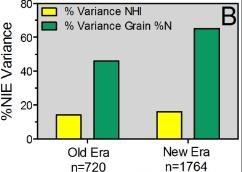 B
% Variance NHI
% Variance Grain %N
%NIE Variance
80
60
40
20
0
Old Era
n=720
New Era
n=1764